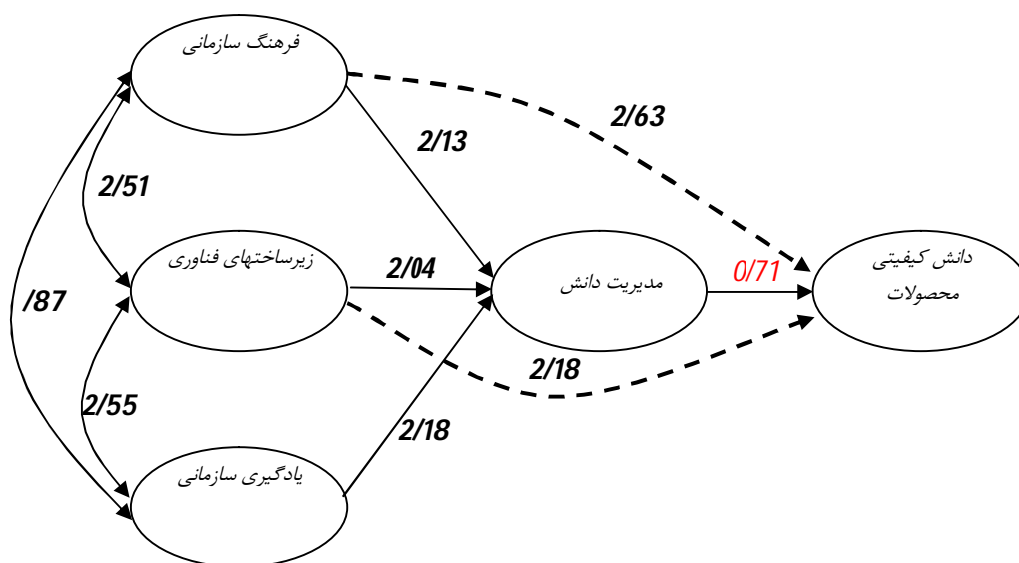 فرهنگ سازمانی
2/63
2/13
2/51
زیرساختهای فناوری
2/04
مدیریت دانش
0/71
دانش کیفیتی
محصولات
/87
2/18
2/55
2/18
یادگیری سازمانی